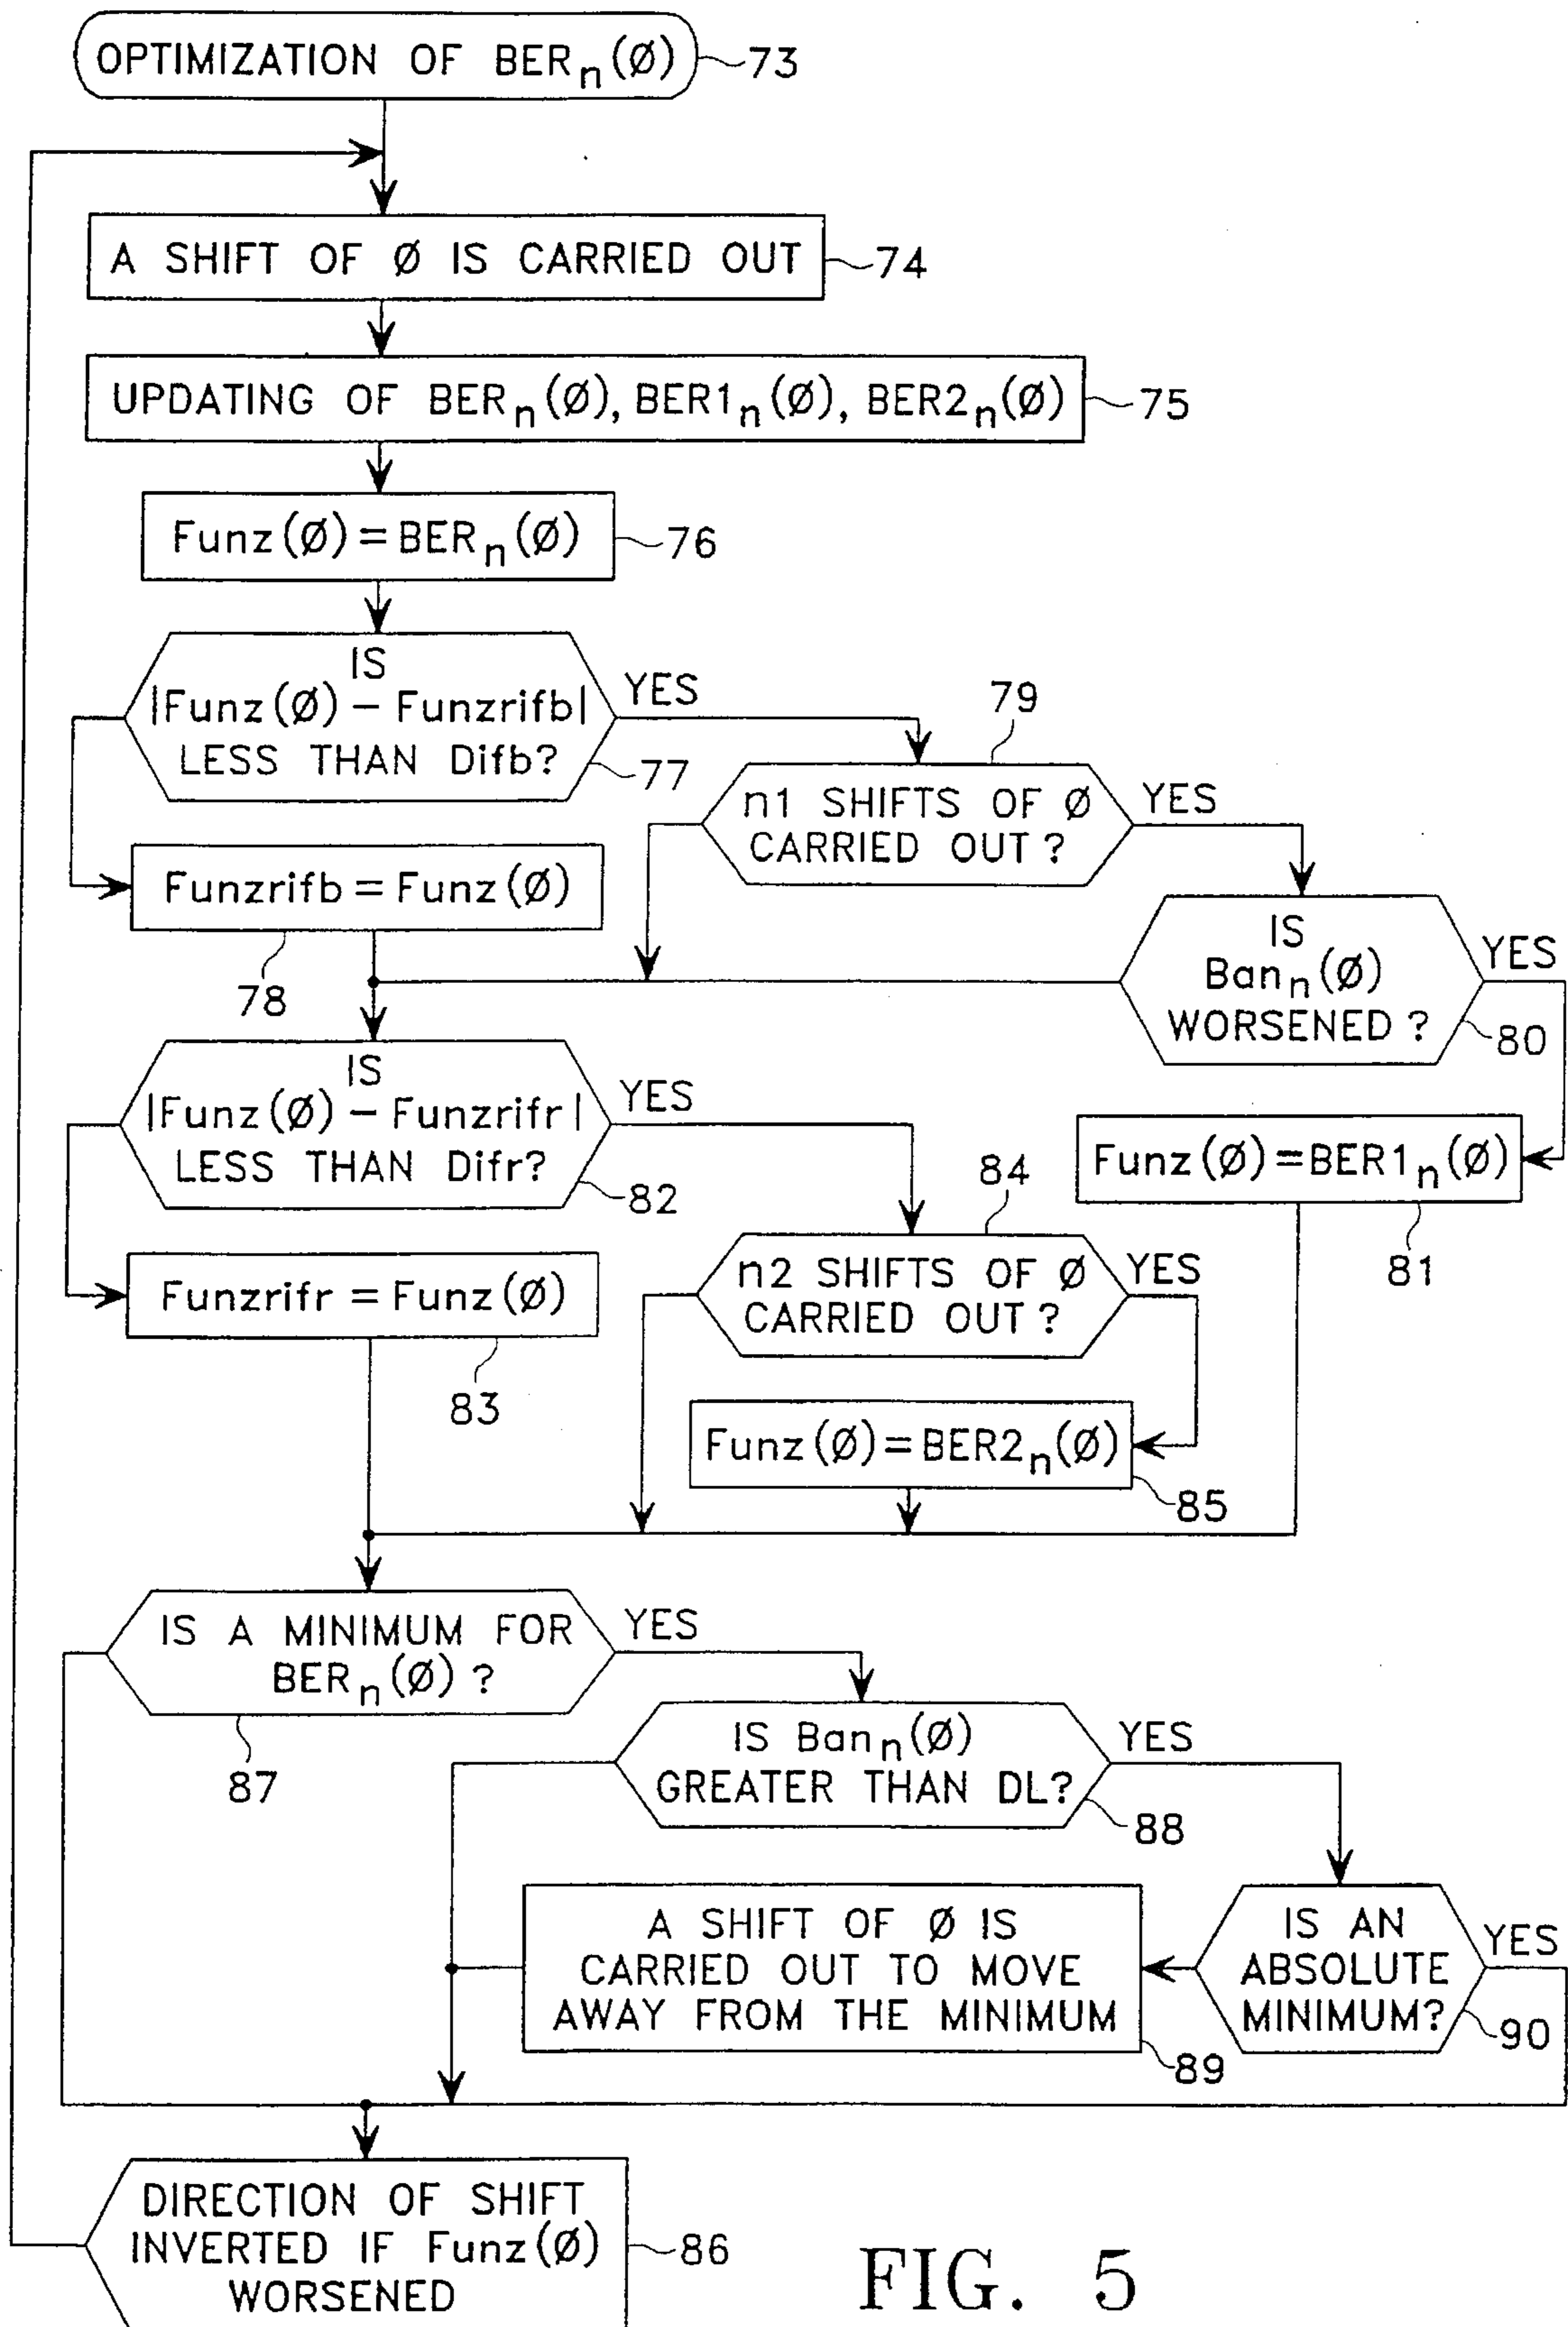 OPTIMIZATION OF BERn(Ø)
73
A SHIFT OF Ø IS CARRIED OUT
74
UPDATING OF BERn(Ø), BER1n(Ø), BER2n(Ø)
75
Funz(Ø) = BERn(Ø)
76
IS
|Funz(Ø) – Funzrifb|
LESS THAN Difb?
YES
77
79
n1 SHIFTS OF Ø
CARRIED OUT?
YES
Funzrifb = Funz(Ø)
78
IS
Bann(Ø)
WORSENED?
YES
80
IS
|Funz(Ø) – Funzrifr|
LESS THAN Difr?
YES
82
Funz(Ø) = BER1n(Ø)
81
84
n2 SHIFTS OF Ø
CARRIED OUT?
YES
Funzrifr = Funz(Ø)
83
Funz(Ø) = BER2n(Ø)
85
IS A MINIMUM FOR
BERn(Ø)?
YES
87
IS Bann(Ø)
GREATER THAN DL?
YES
88
A SHIFT OF Ø IS
CARRIED OUT TO MOVE
AWAY FROM THE MINIMUM
89
IS AN
ABSOLUTE
MINIMUM?
YES
90
DIRECTION OF SHIFT
INVERTED IF Funz(Ø)
WORSENED
86
FIG. 5